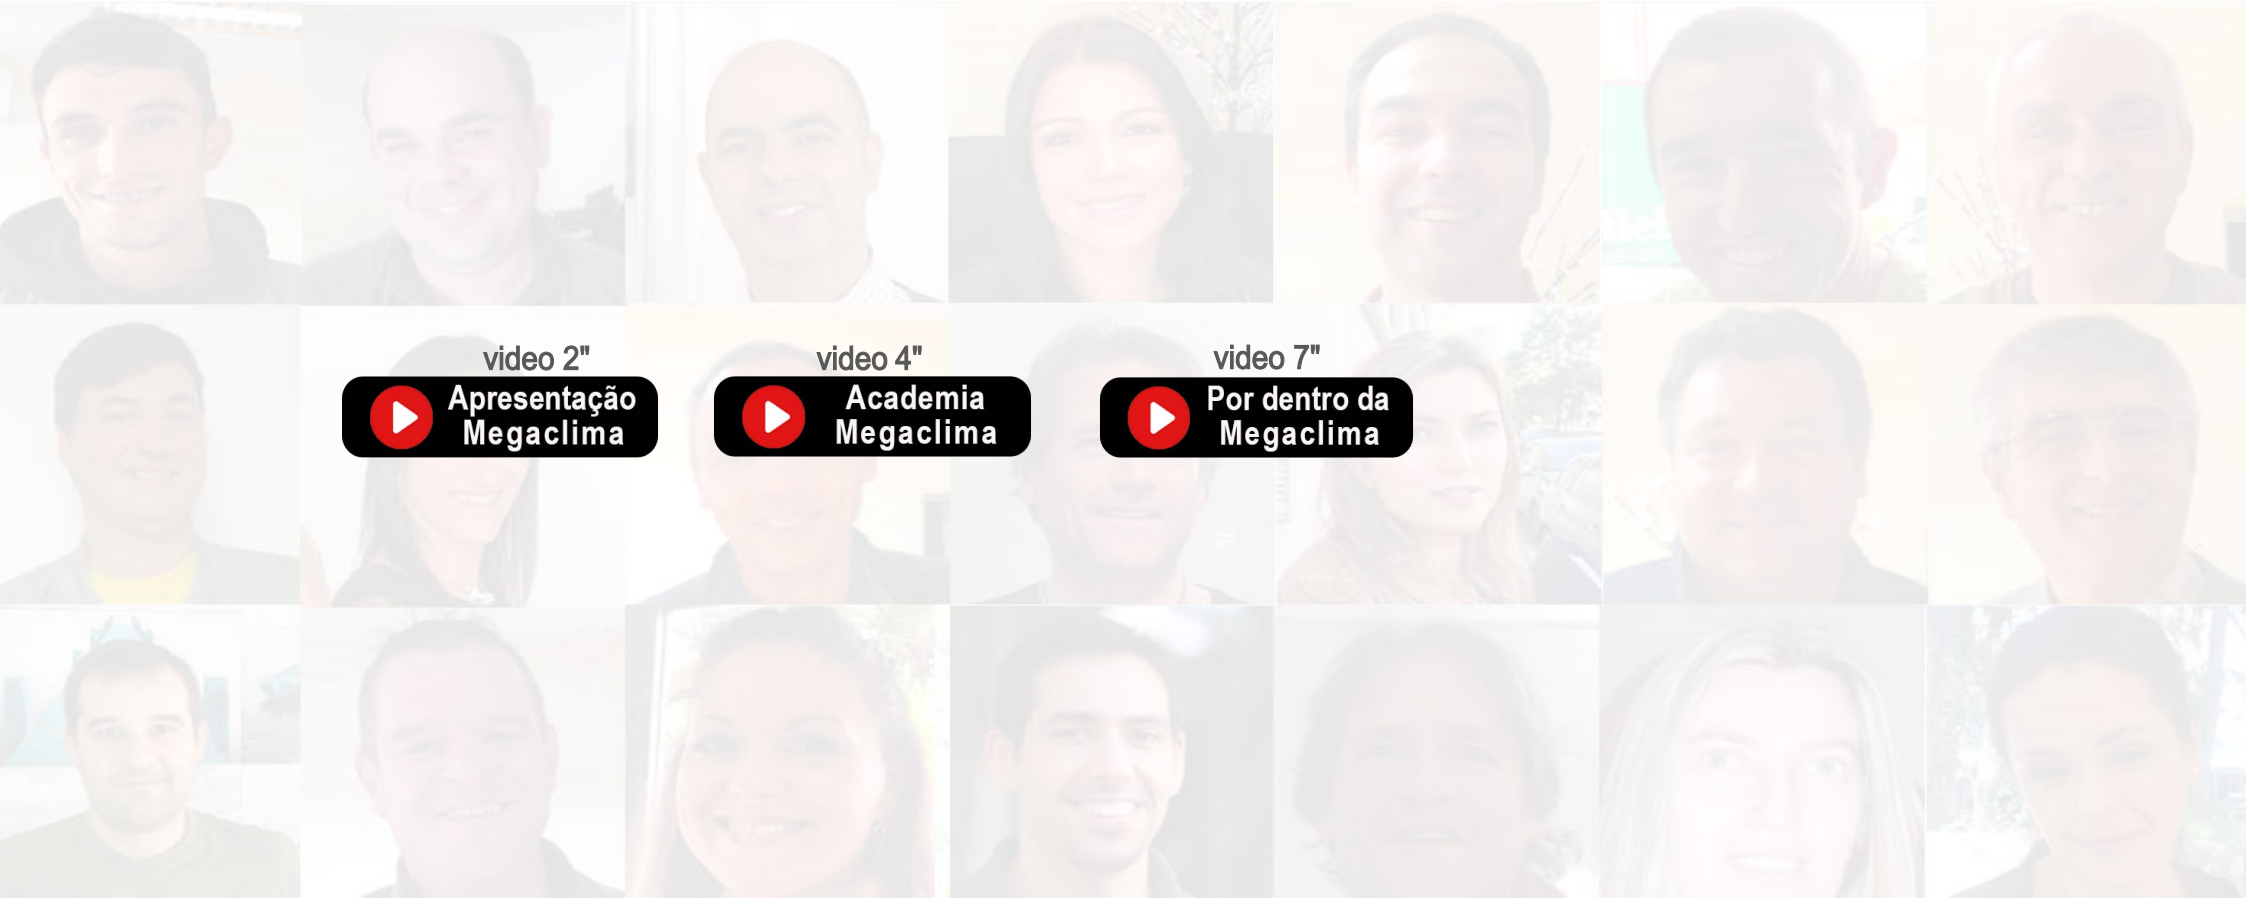 video 2"
Apresentação
Megaclima
video 4"
Academia
Megaclima
video 7"
Por dentro da
Megaclima